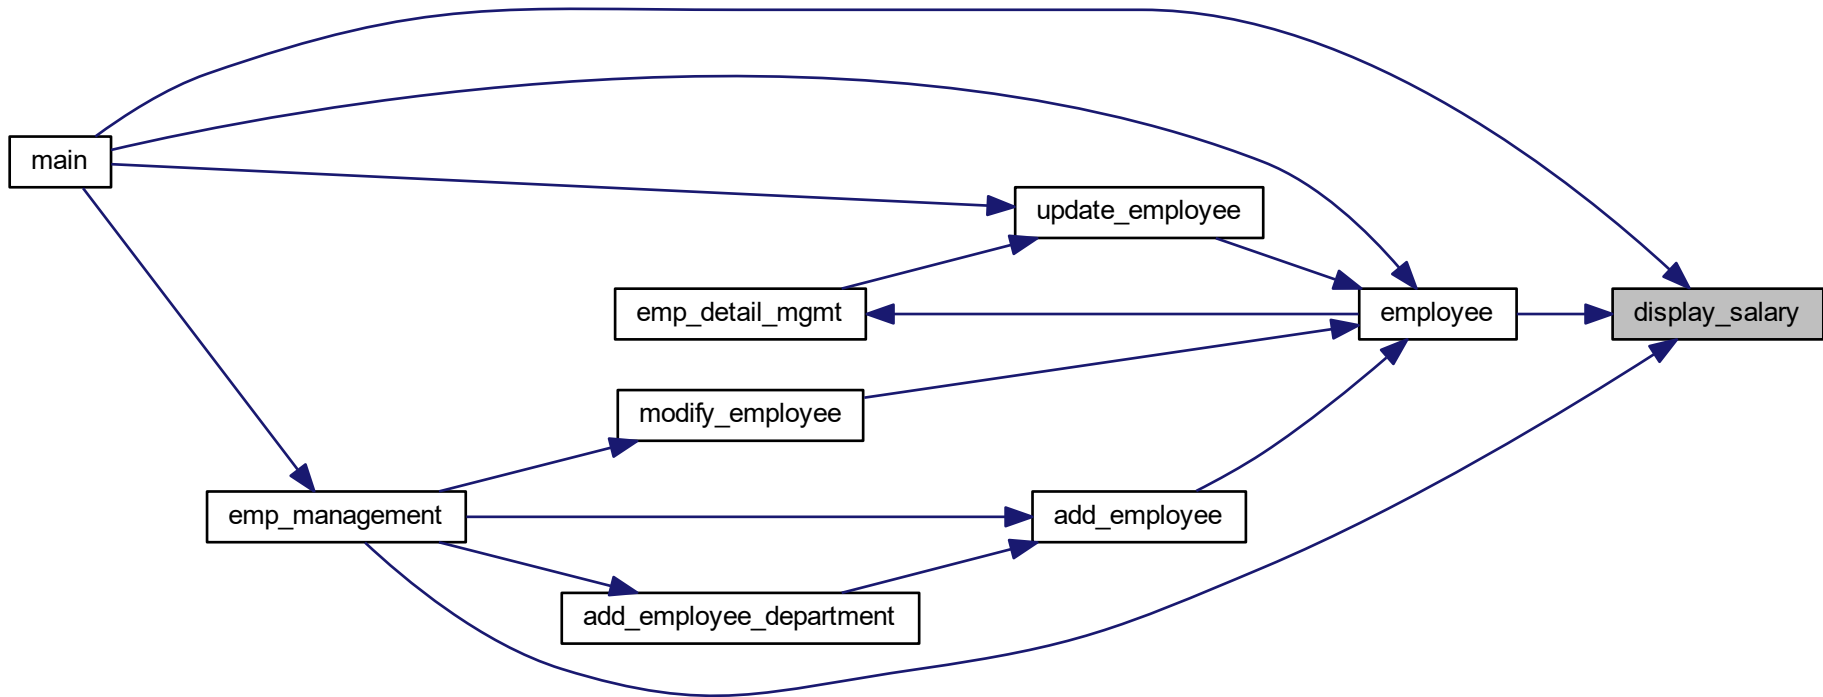 main
update_employee
emp_detail_mgmt
employee
display_salary
modify_employee
emp_management
add_employee
add_employee_department